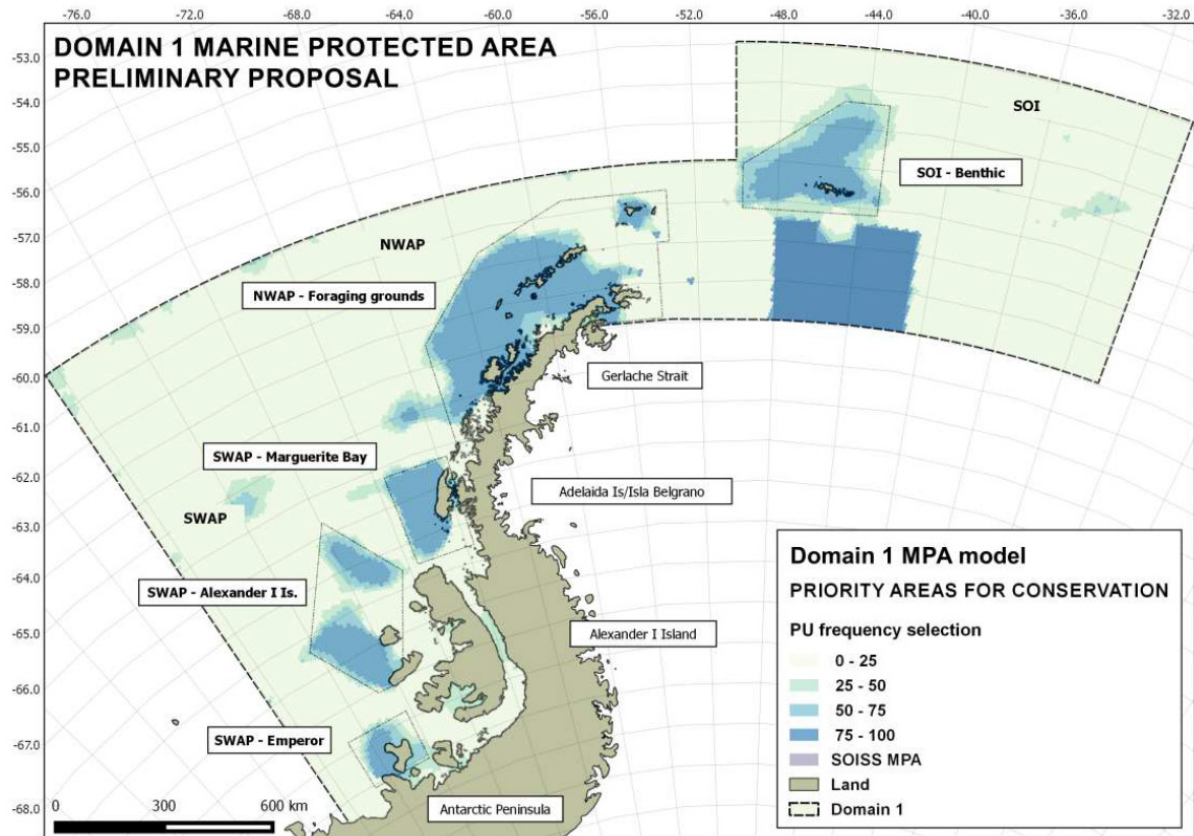 -76.0 -72.0 -68.0 -64.0 -60.0 -56.0 -52.0 -48.0 -44.0 -40.0 -36.0 -32.0
DOMAIN 1 MARINE PROTECTED AREA
PRELIMINARY PROPOSAL
-53.0
-54.0
-55.0
-56.0
-57.0
-58.0
-59.0
-60.0
-61.0
-62.0
-63.0
-64.0
-65.0
-66.0
-67.0
-68.0
SOI
SOI - Benthic
NWAP
NWAP - Foraging grounds
Gerlache Strait
SWAP - Marguerite Bay
Adelaida Is/Isla Belgrano
SWAP
SWAP - Alexander I Is.
Alexander I Island
SWAP - Emperor
Antarctic Peninsula
0 300 600 km
Domain 1 MPA model
PRIORITY AREAS FOR CONSERVATION
PU frequency selection
0 - 25
25 - 50
50 - 75
75 - 100
SOISS MPA
Land
Domain 1